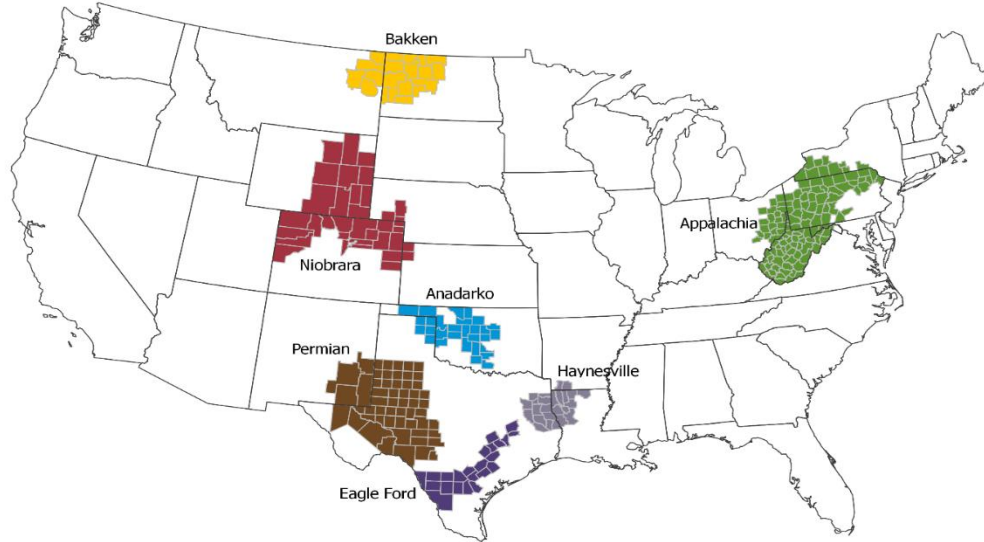 Bakken
Appalachia
Niobrara
Anadarko
Permian
Haynesville
Eagle Ford